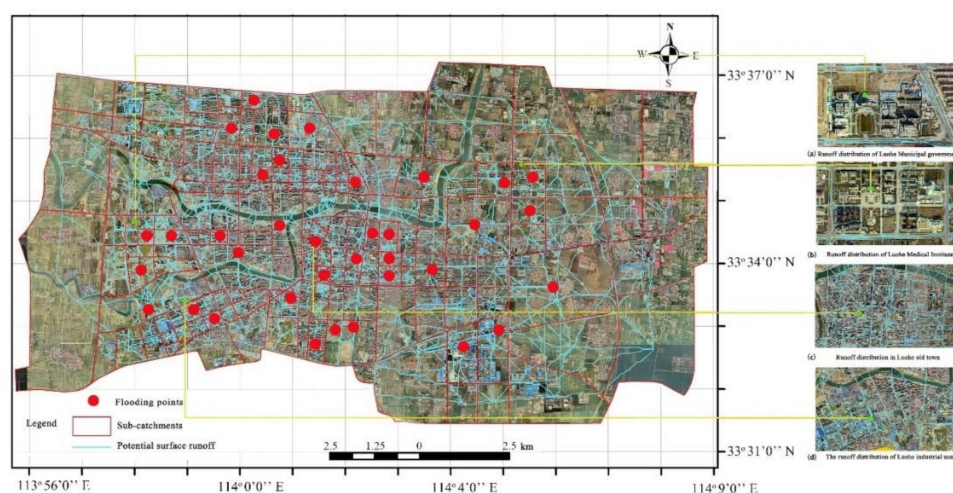 N
W E
S
33°37'0'' N
(a) Runoff distribution of Luohe Municipal governme
(b) Runoff distribution of Luohe Medical Institute
33°34'0'' N
(c) Runoff distribution in Luohe old town
Flooding points
Legend
Sub-catchments
Potential surface runoff
2.5 1.25 0 2.5 km
33°31'0'' N
(d) The runoff distribution of Luohe industrial zon
113°56'0'' E 114°0'0'' E 114°4'0'' E 114°9'0'' E